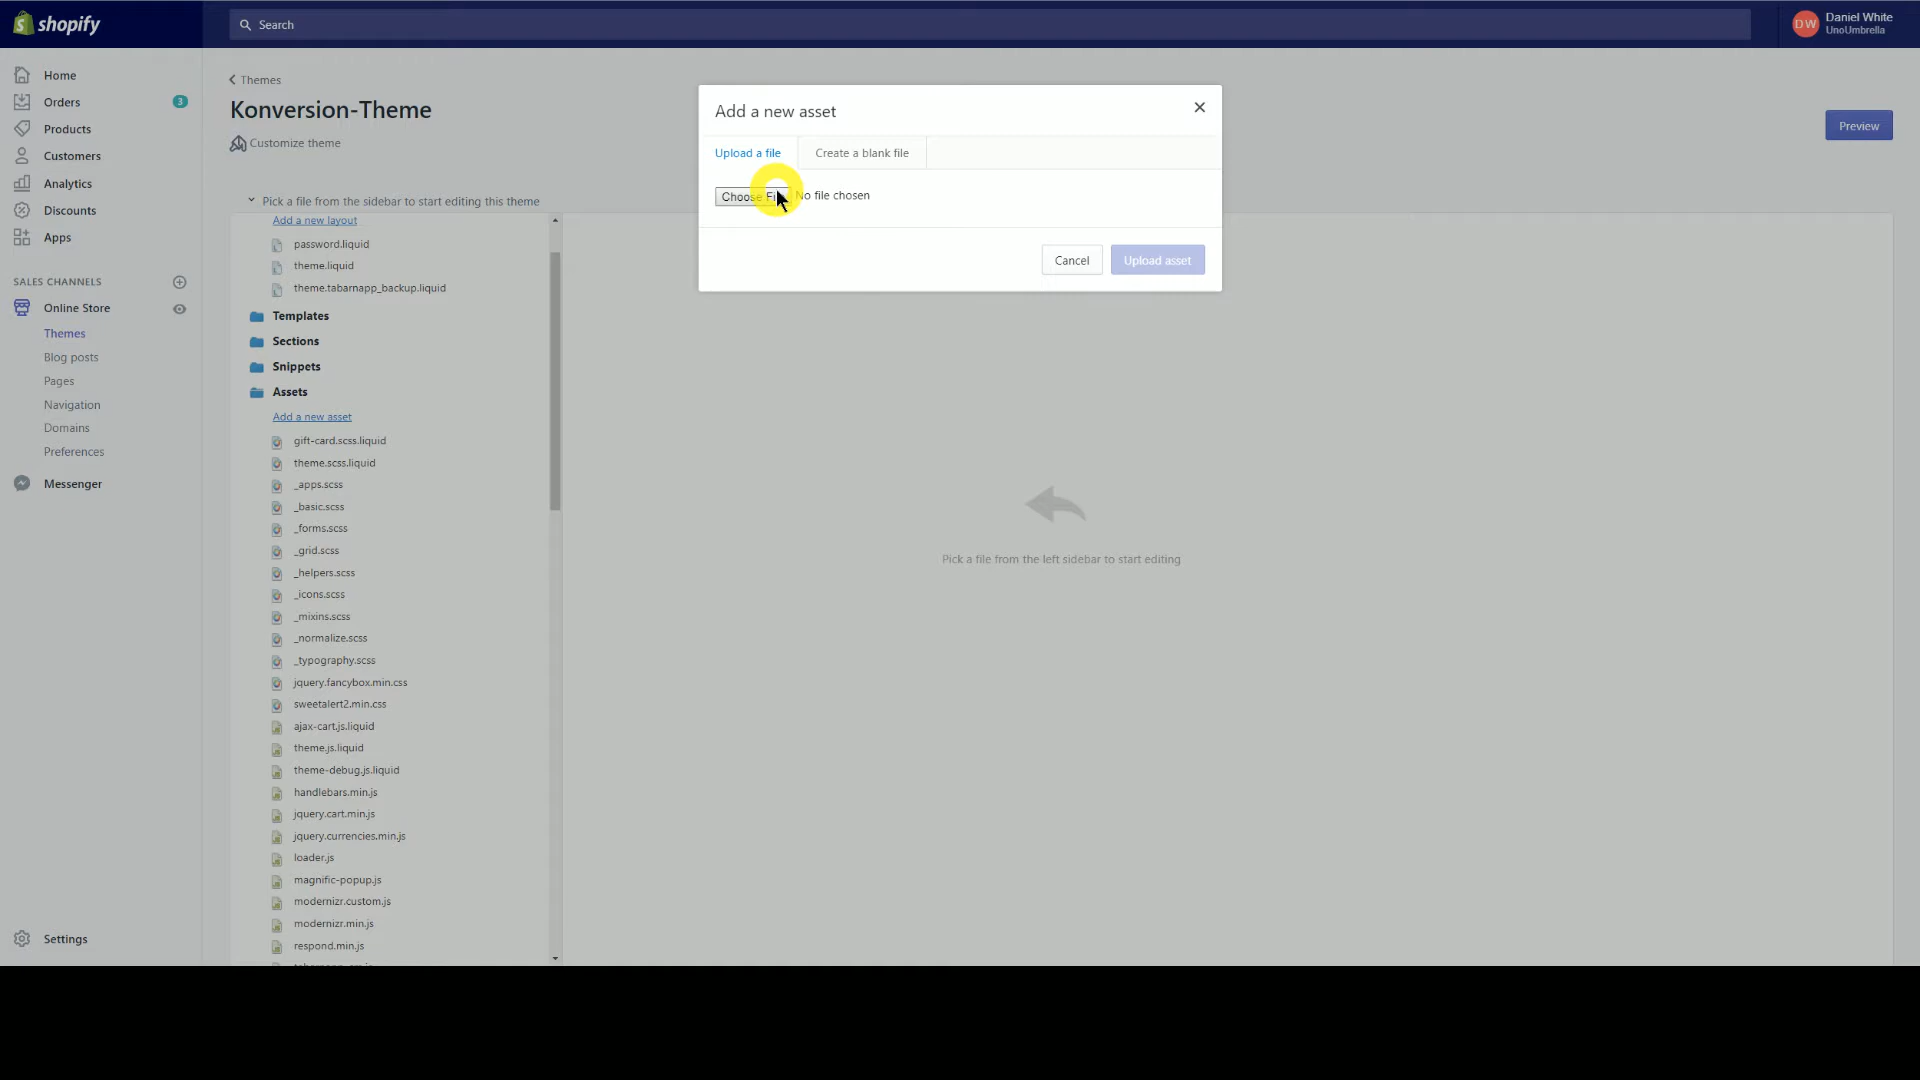 shopify
Search
DW
Daniel White
UnoUmbrella
Home
Orders
3
Products
Customers
Analytics
Discounts
Apps
SALES CHANNELS
Online Store
Themes
Blog posts
Pages
Navigation
Domains
Preferences
Messenger
Settings
Themes
Konversion-Theme
Customize theme
Preview
Pick a file from the sidebar to start editing this theme
Add a new layout
password.liquid
theme.liquid
theme.tabarnapp_backup.liquid
Templates
Sections
Snippets
Assets
Add a new asset
gift-card.scss.liquid
theme.scss.liquid
_apps.scss
_basic.scss
_forms.scss
_grid.scss
_helpers.scss
_icons.scss
_mixins.scss
_normalize.scss
_typography.scss
jquery.fancybox.min.css
sweetalert2.min.css
ajax-cart.js.liquid
theme.js.liquid
theme-debug.js.liquid
handlebars.min.js
jquery.cart.min.js
jquery.currencies.min.js
loader.js
magnific-popup.js
modernizr.custom.js
modernizr.min.js
respond.min.js
Add a new asset
Upload a file
Create a blank file
Choose No file chosen
Cancel
Upload asset
Pick a file from the left sidebar to start editing